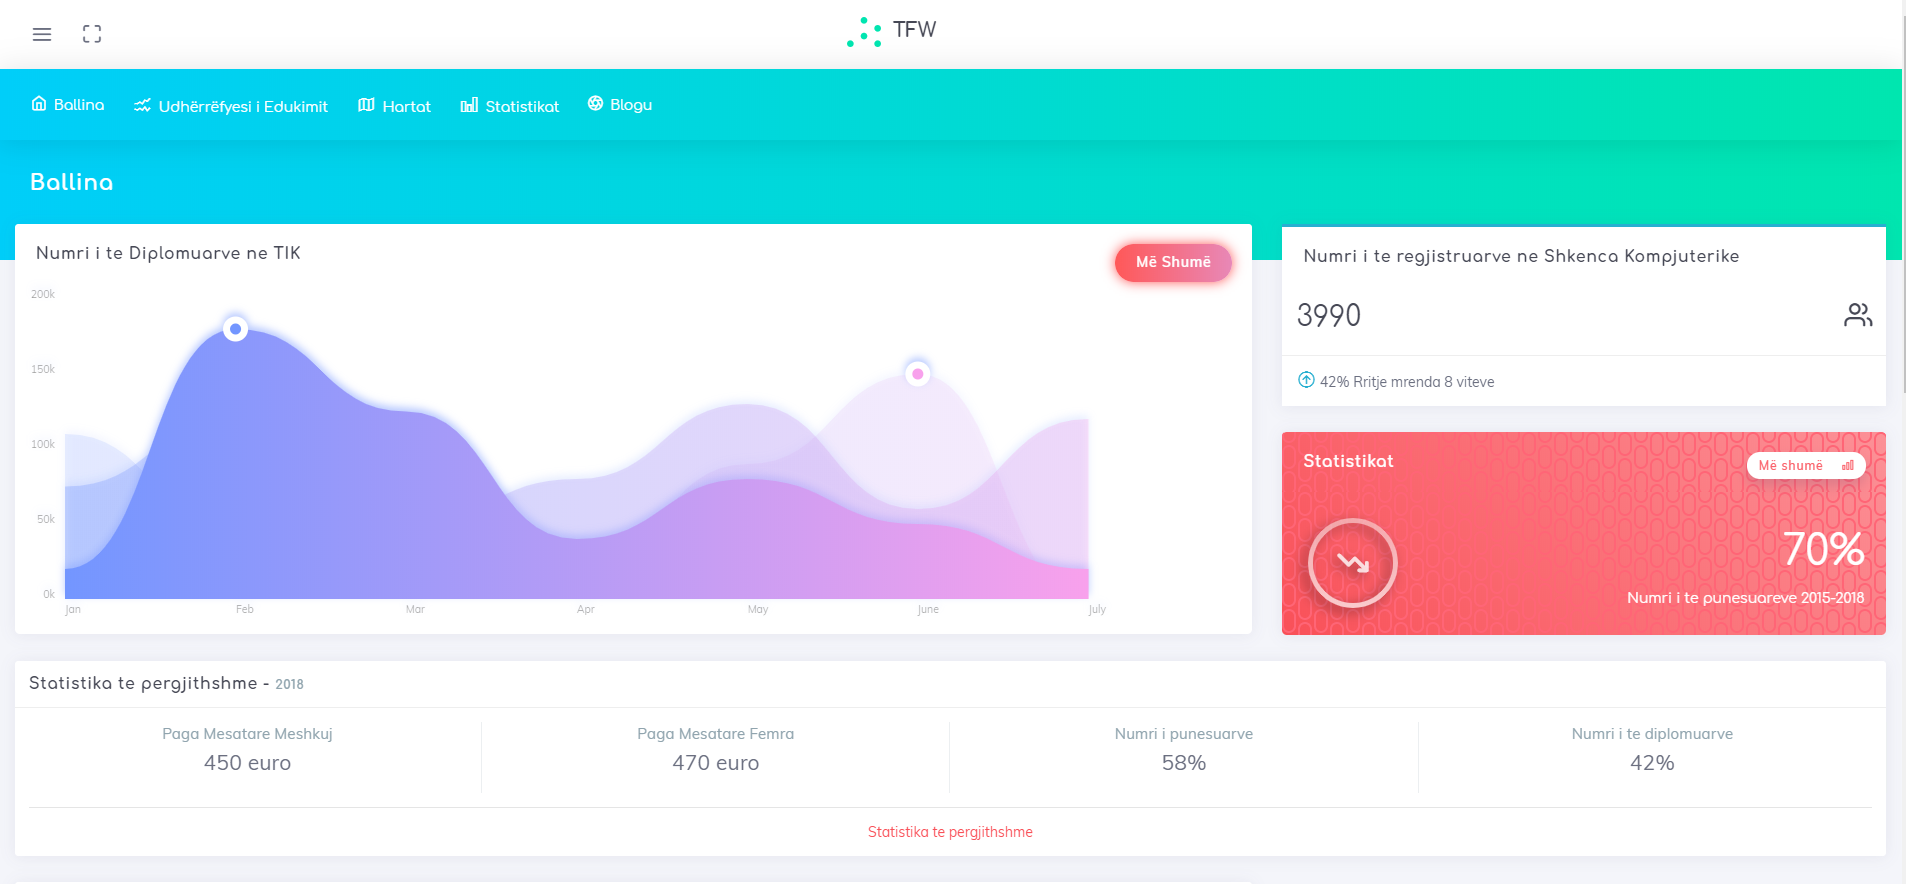 TFW
Ballina
Udhërrëfyesi i Edukimit
Hartat
Statistikat
Blogu
Ballina
Numri i te Diplomuarve ne TIK
Më Shumë
200k
150k
100k
50k
0k
Jan
Feb
Mar
Apr
May
June
July
Numri i te regjistruarve ne Shkenca Kompjuterike
3990
42% Rritje mrenda 8 viteve
Statistikat
Më shumë
70%
Numri i te punesuareve 2015-2018
Statistika te pergjithshme - 2018
Paga Mesatare Meshkuj
450 euro
Paga Mesatare Femra
470 euro
Numri i punesuarve
58%
Numri i te diplomuarve
42%
Statistika te pergjithshme